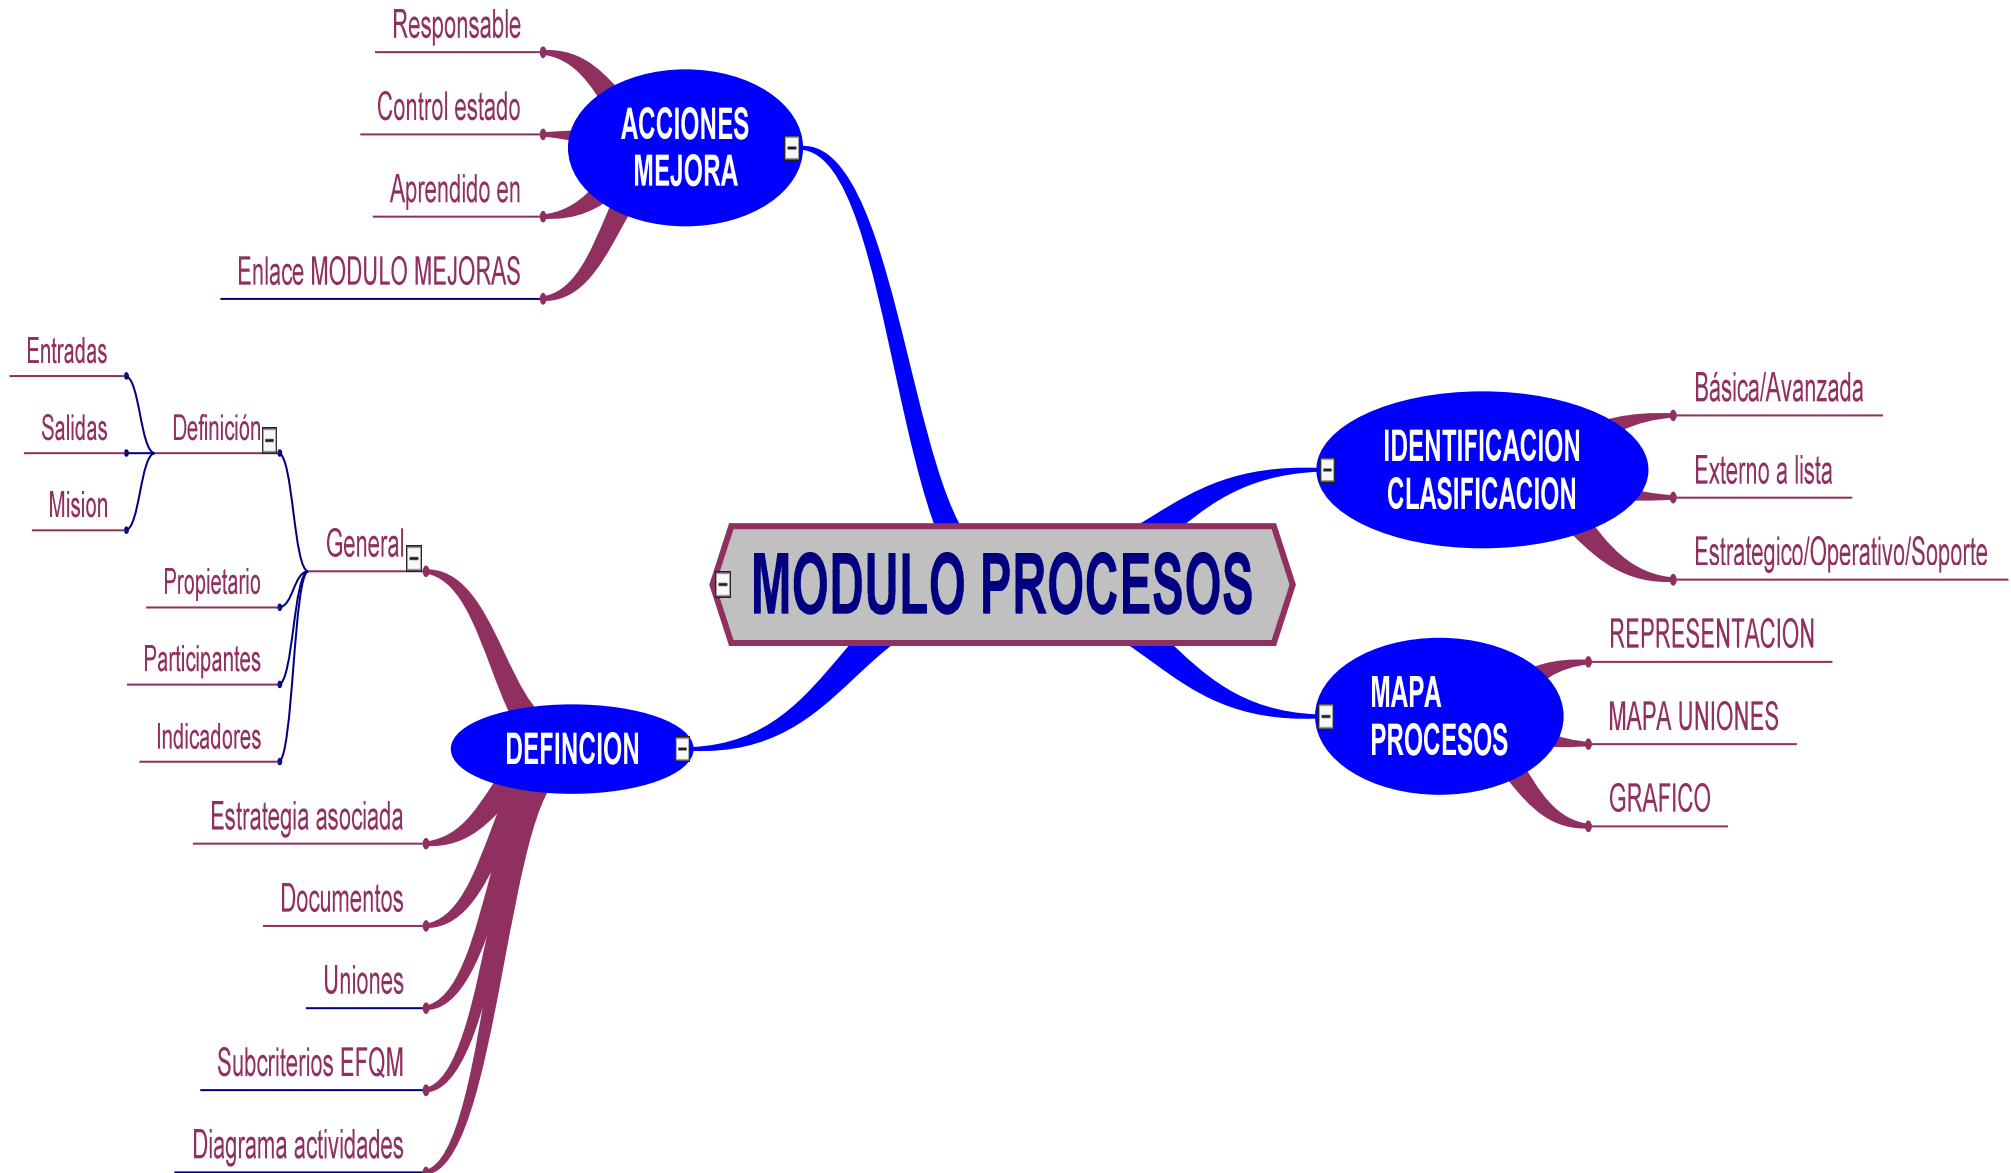 Responsable
Control estado
Aprendido en
Enlace MODULO MEJORAS
ACCIONES
MEJORA
Entradas
Salidas
Mision
Definición
General
Propietario
Participantes
Indicadores
DEFINCION
Estrategia asociada
Documentos
Uniones
Subcriterios EFQM
Diagrama actividades
MODULO PROCESOS
IDENTIFICACION
CLASIFICACION
Básica/Avanzada
Externo a lista
Estrategico/Operativo/Soporte
MAPA
PROCESOS
REPRESENTACION
MAPA UNIONES
GRAFICO